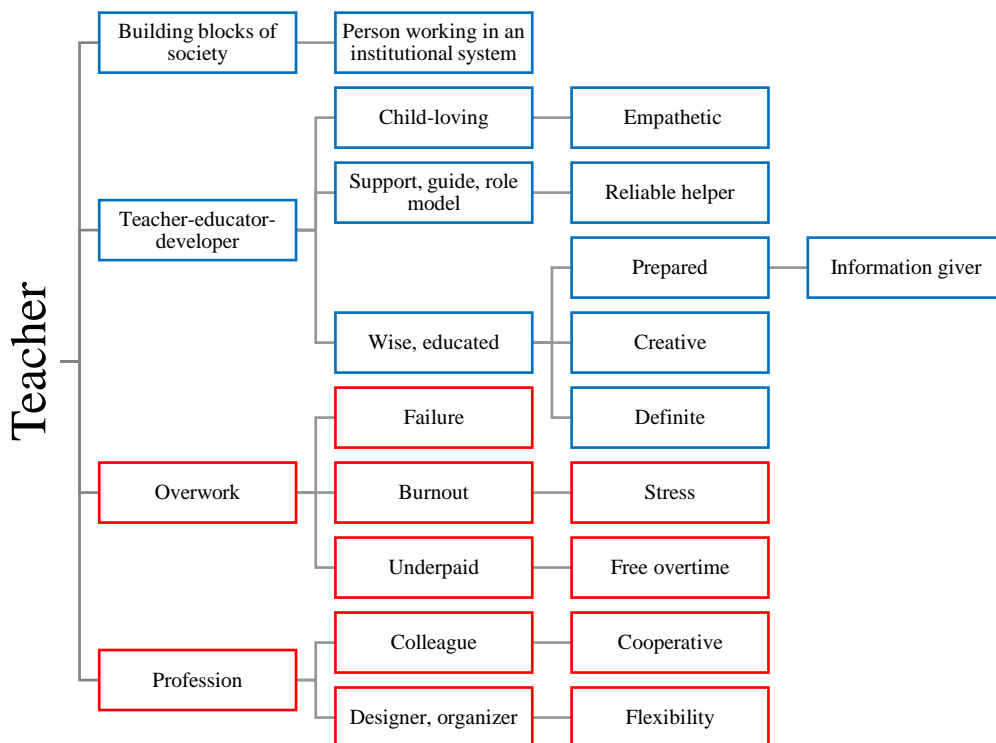 Teacher
Building blocks of
society
Person working in an
institutional system
Teacher-educator-
developer
Child-loving
Empathetic
Support, guide, role
model
Reliable helper
Wise, educated
Prepared
Information giver
Creative
Definite
Overwork
Failure
Burnout
Stress
Underpaid
Free overtime
Profession
Colleague
Cooperative
Designer, organizer
Flexibility